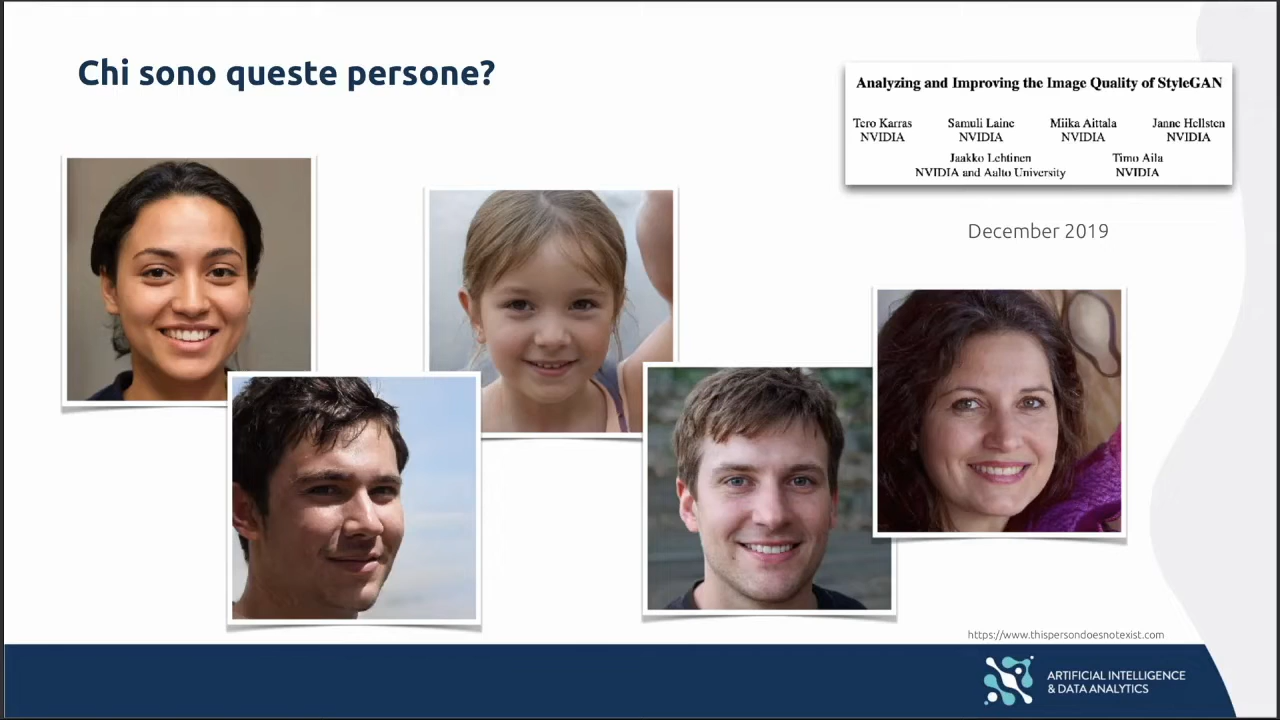 Chi sono queste persone?
Analyzing and Improving the Image Quality of StyleGAN
Tero Karras Samuli Laine Miika Aittala Janne Hellsten
NVIDIA NVIDIA NVIDIA NVIDIA
Jaakko Lehtinen Timo Aila
NVIDIA and Aalto University NVIDIA
December 2019
https://www.thispersondoesnotexist.com
ARTIFICIAL INTELLIGENCE
& DATA ANALYTICS